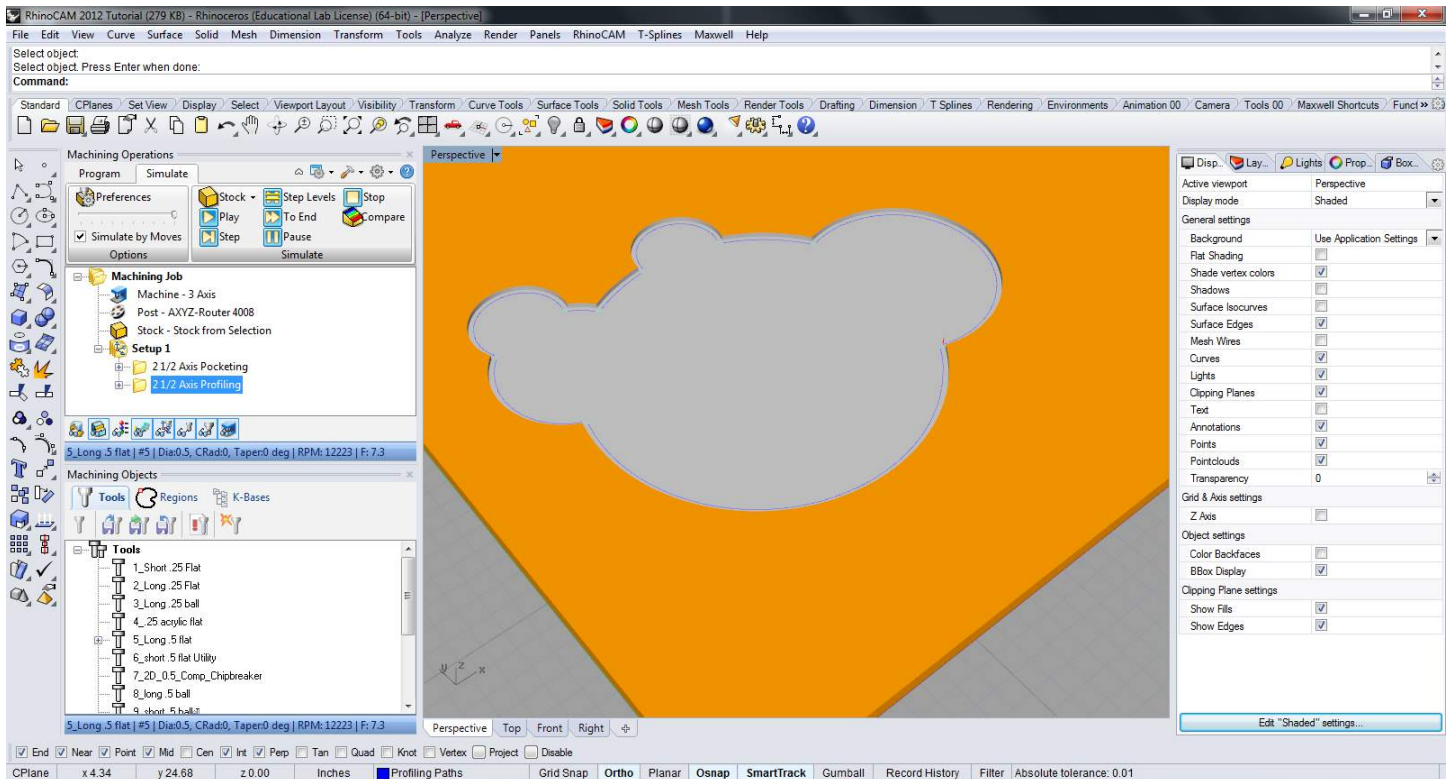 RhinoCAM 2012 Tutorial (279 KB) - Rhinoceros (Educational Lab License) (64-bit) - [Perspective]
File Edit View Curve Surface Solid Mesh Dimension Transform Tools Analyze Render Panels RhinoCAM T-Splines Maxwell Help
Select object:
Select object. Press Enter when done:
Command:
Standard CPlanes Set View Display Select Viewport Layout Visibility Transform Curve Tools Surface Tools Solid Tools Mesh Tools Render Tools Drafting Dimension T Splines Rendering Environments Animation 00 Camera Tools 00 Maxwell Shortcuts Funct »
Machining Operations
Program Simulate
Preferences Stock Step Levels Stop
Play To End Compare
Simulate by Moves Step Pause
Options Simulate
Machining Job
Machine - 3 Axis
Post - AXYZ-Router 4008
Stock - Stock from Selection
Setup 1
2 1/2 Axis Pocketing
2 1/2 Axis Profiling
5_Long .5 flat | #5 | Dia:0.5, CRad:0, Taper:0 deg | RPM: 12223 | F: 7.3
Machining Objects
Tools Regions K-Bases
Tools
1_Short .25 Flat
2_Long .25 Flat
3_Long .25 ball
4_.25 acrylic flat
5_Long .5 flat
6_short .5 flat Utility
7_2D_0.5_Comp_Chipbreaker
8_long .5 ball
9_short .5 ball
5_Long .5 flat | #5 | Dia:0.5, CRad:0, Taper:0 deg | RPM: 12223 | F: 7.3
Perspective
y z x
Perspective Top Front Right
Disp... Lay... Lights Prop... Box...
Active viewport Perspective
Display mode Shaded
General settings
Background Use Application Settings
Flat Shading
Shade vertex colors
Shadows
Surface Isocurves
Surface Edges
Mesh Wires
Curves
Lights
Clipping Planes
Text
Annotations
Points
Pointclouds
Transparency 0
Grid & Axis settings
Z Axis
Object settings
Color Backfaces
BBox Display
Clipping Plane settings
Show Fills
Show Edges
Edit "Shaded" settings...
End Near Point Mid Cen Int Perp Tan Quad Knot Vertex Project Disable
CPlane x 4.34 y 24.68 z 0.00 Inches Profiling Paths Grid Snap Ortho Planar Osnap SmartTrack Gumball Record History Filter Absolute tolerance: 0.01